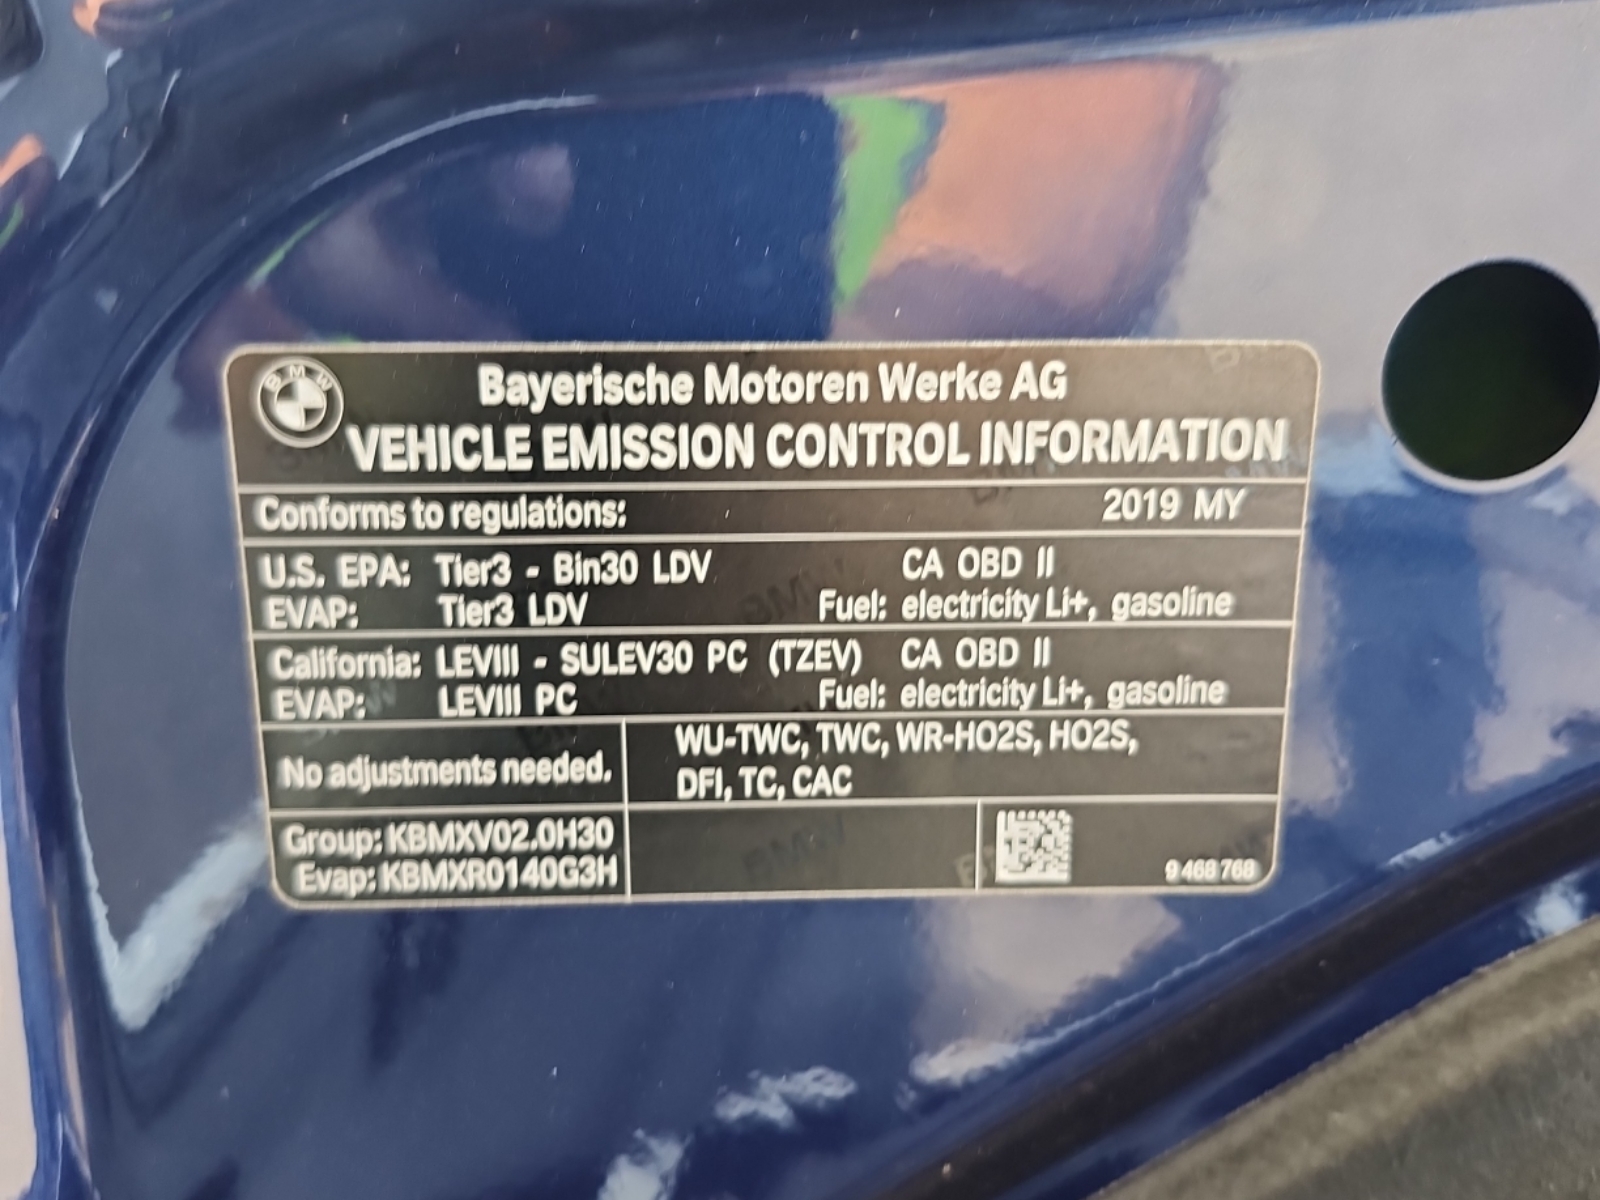 BMW
Bayerische Motoren Werke AG
VEHICLE EMISSION CONTROL INFORMATION
Conforms to regulations: 2019 MY
U.S. EPA: Tier3 - Bin30 LDV CA OBD II
EVAP: Tier3 LDV Fuel: electricity Li+, gasoline
California: LEVIII - SULEV30 PC (TZEV) CA OBD II
EVAP: LEVIII PC Fuel: electricity Li+, gasoline
No adjustments needed.
WU-TWC, TWC, WR-HO2S, HO2S,
DFI, TC, CAC
Group: KBMXV02.0H30
Evap: KBMXR0140G3H
9 468 768